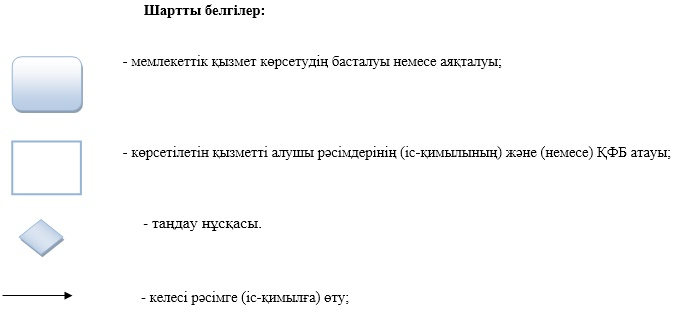 Шартты белгілер:
- мемлекеттік қызмет көрсетудің басталуы немесе аяқталуы;
- көрсетілетін қызметті алушы рәсімдерінің (іс-қимылының) және (немесе) ҚФБ атауы;
- таңдау нұсқасы.
- келесі рәсімге (іс-қимылға) өту;